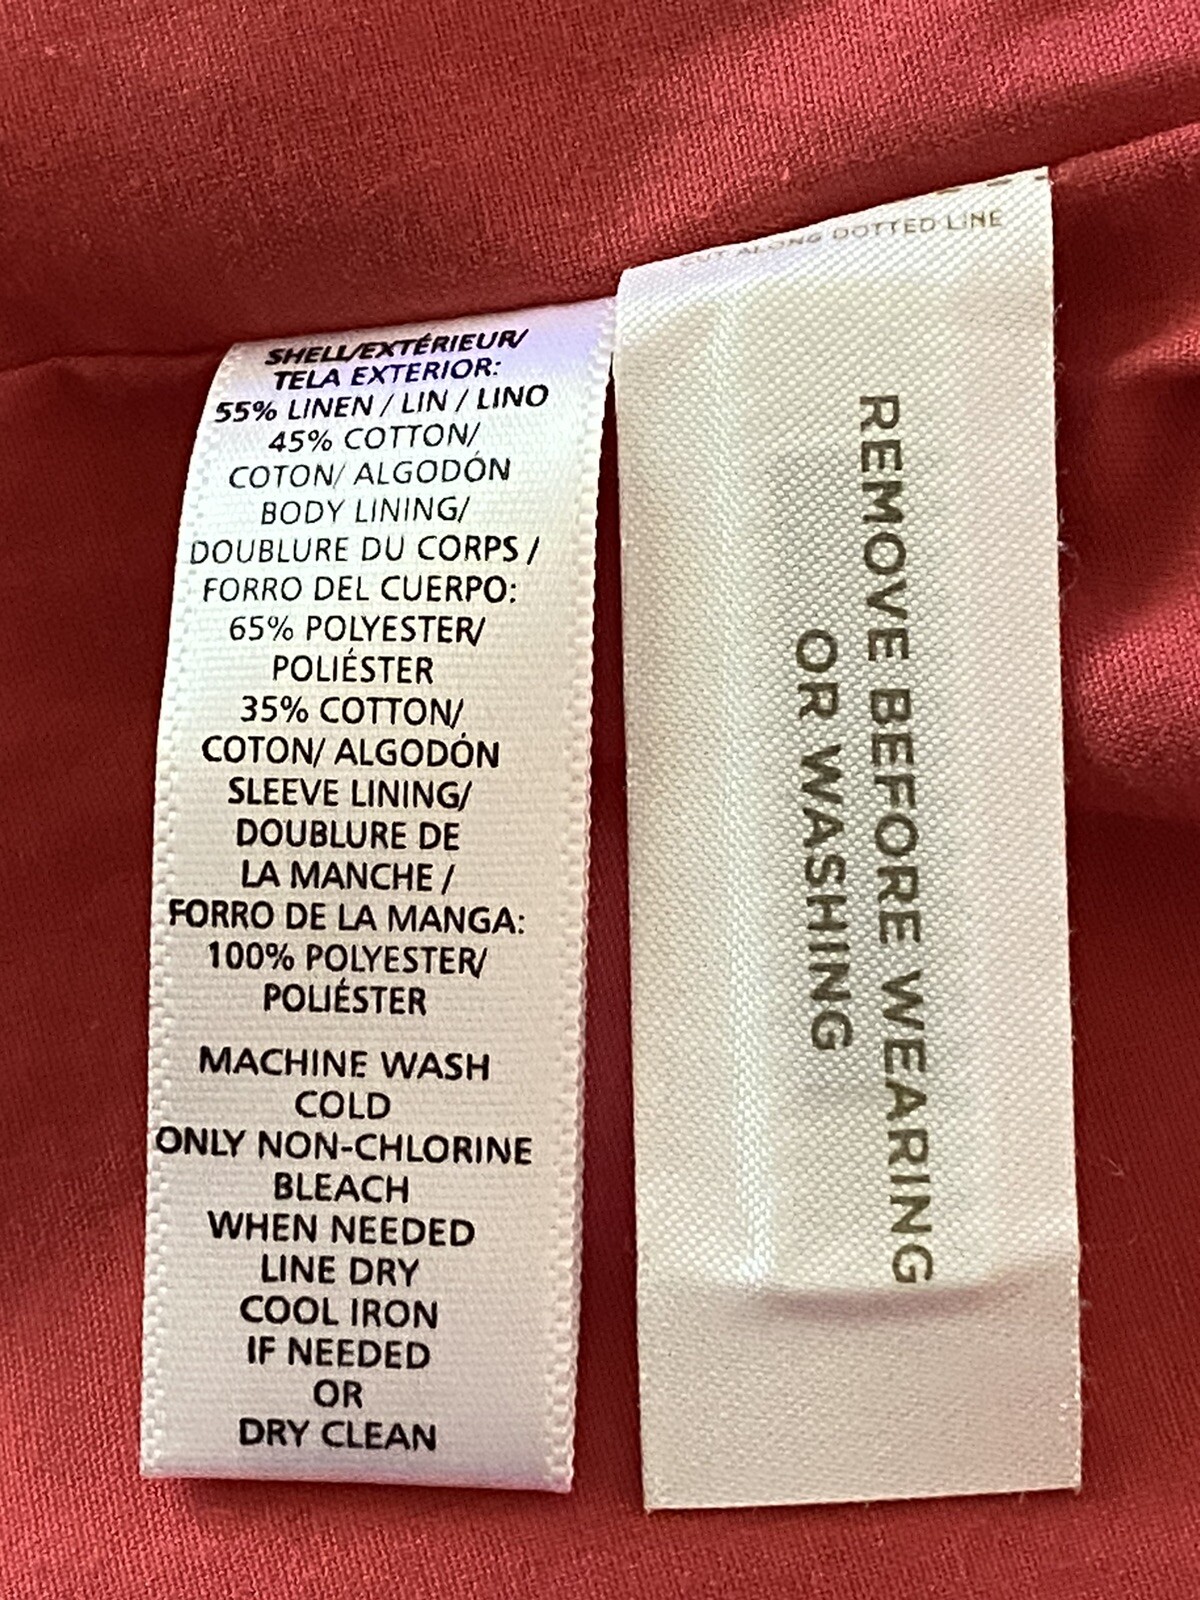 SHELL/EXTÉRIEUR/
TELA EXTERIOR:
55% LINEN / LIN / LINO
45% COTTON/
COTON/ ALGODÓN
BODY LINING/
DOUBLURE DU CORPS /
FORRO DEL CUERPO:
65% POLYESTER/
POLIÉSTER
35% COTTON/
COTON/ ALGODÓN
SLEEVE LINING/
DOUBLURE DE
LA MANCHE /
FORRO DE LA MANGA:
100% POLYESTER/
POLIÉSTER
MACHINE WASH
COLD
ONLY NON-CHLORINE
BLEACH
WHEN NEEDED
LINE DRY
COOL IRON
IF NEEDED
OR
DRY CLEAN
CUT ALONG DOTTED LINE
REMOVE BEFORE WEARING
OR WASHING